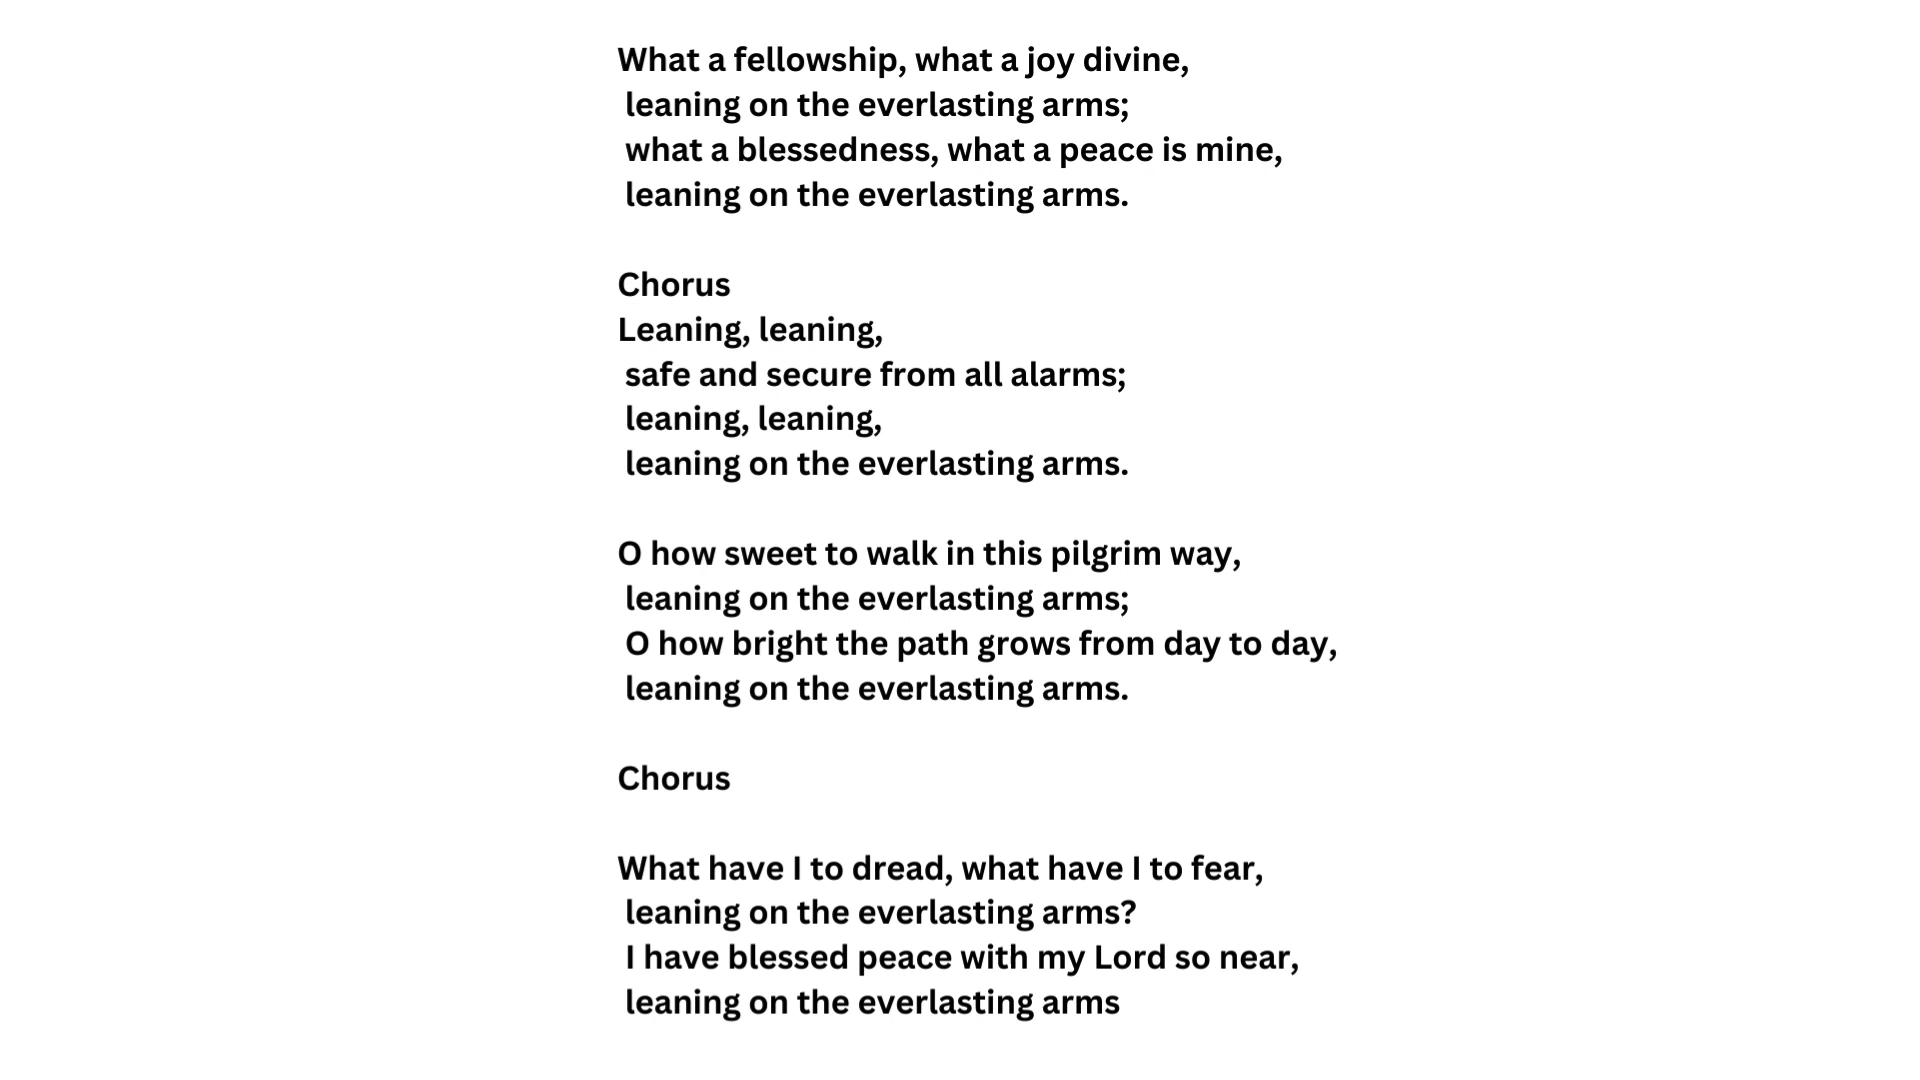 What a fellowship, what a joy divine,
leaning on the everlasting arms;
what a blessedness, what a peace is mine,
leaning on the everlasting arms.

Chorus
Leaning, leaning,
safe and secure from all alarms;
leaning, leaning,
leaning on the everlasting arms.

O how sweet to walk in this pilgrim way,
leaning on the everlasting arms;
O how bright the path grows from day to day,
leaning on the everlasting arms.

Chorus

What have I to dread, what have I to fear,
leaning on the everlasting arms?
I have blessed peace with my Lord so near,
leaning on the everlasting arms